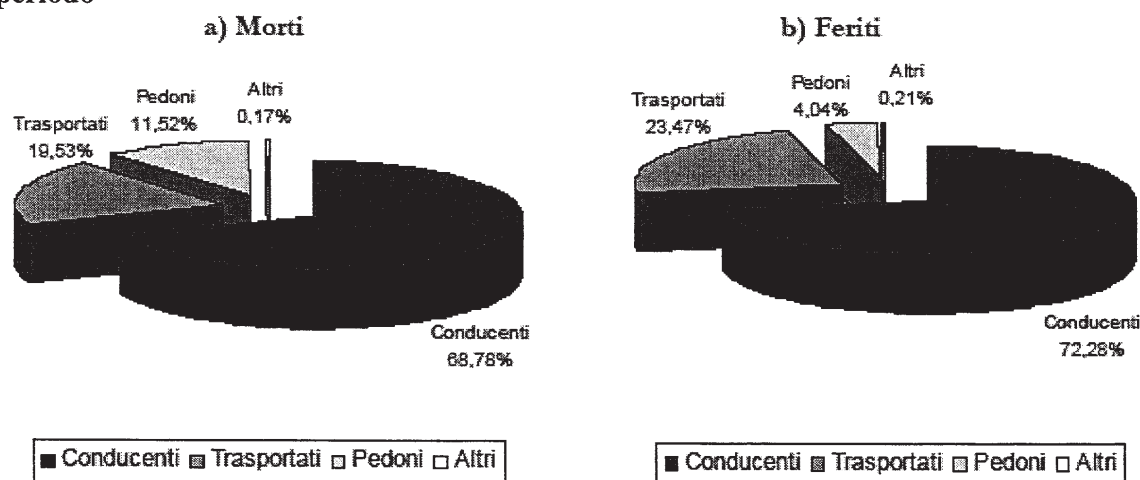 periodo
a) Morti
Altri
0,17%
Pedoni
11,52%
Trasportati
19,53%
Conducenti
68,78%
■ Conducenti ▩ Trasportati □ Pedoni □ Altri
b) Feriti
Altri
0,21%
Pedoni
4,04%
Trasportati
23,47%
Conducenti
72,28%
■ Conducenti ▩ Trasportati □ Pedoni □ Altri